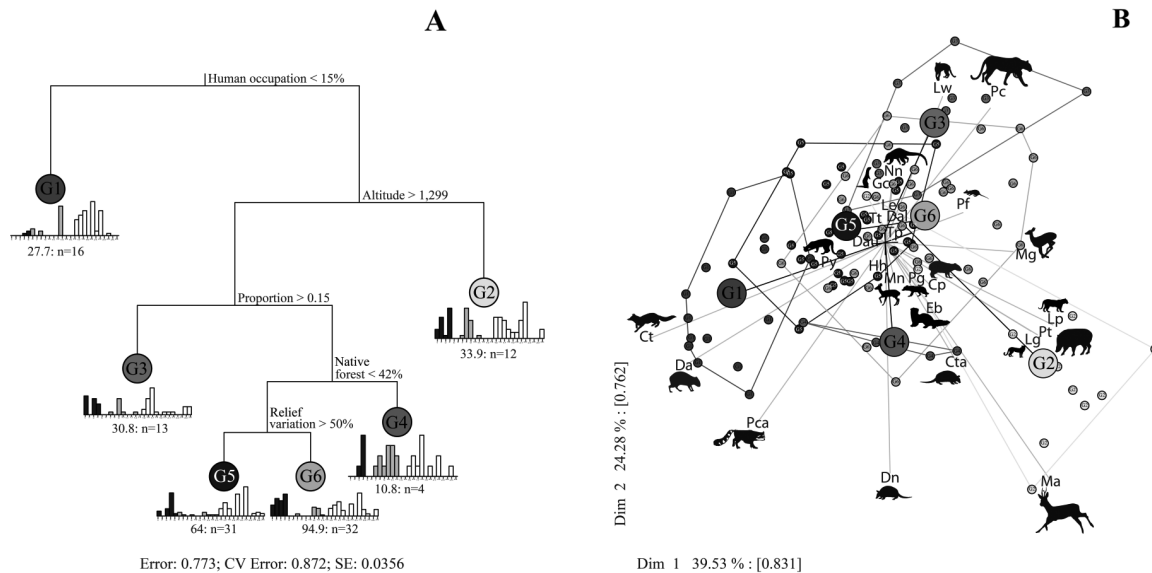 A
Human occupation < 15%
G1
27.7: n=16
Altitude > 1,299
Proportion > 0.15
G2
33.9: n=12
G3
30.8: n=13
Native
forest < 42%
G4
10.8: n=4
Relief
variation > 50%
G5
G6
64: n=31
94.9: n=32
Error: 0.773; CV Error: 0.872; SE: 0.0356
B
Lw
Pc
G3
Nn
Gc
Le
Pf
G5
Tt
Dal
G6
Tp
Dau
Py
Mg
Hh
Mn
Pg
Cp
G1
Eb
Lp
Ct
Pt
G4
Lg
G2
Da
Cta
Pca
Dn
Ma
Dim 2 24.28 % : [0.762]
Dim 1 39.53 % : [0.831]